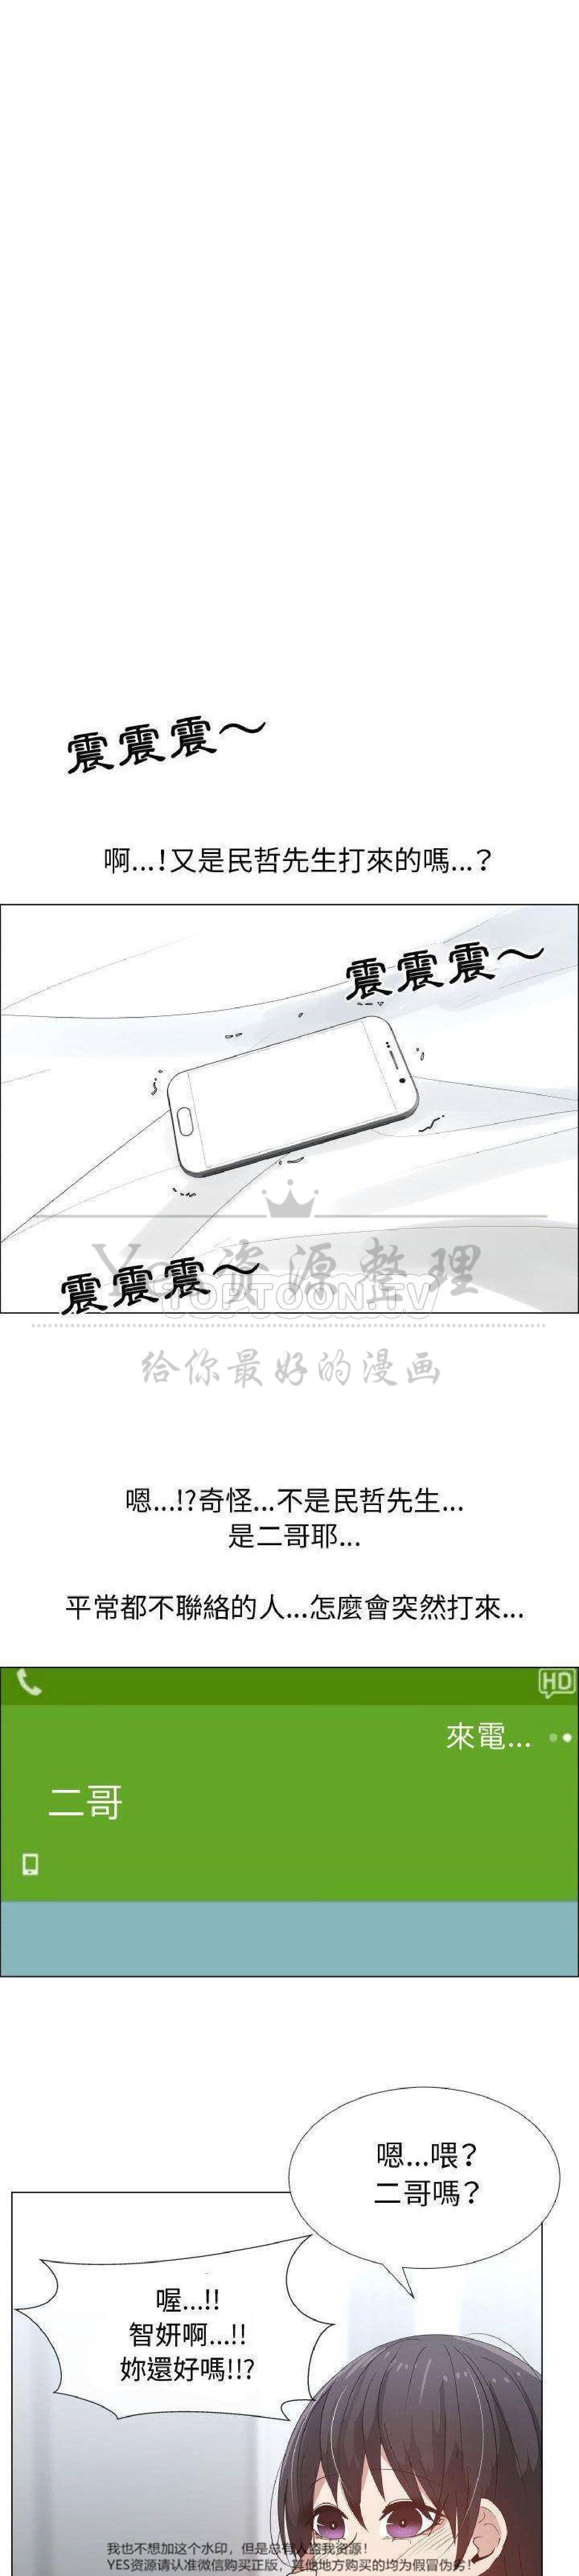 震震震～
啊...!又是民哲先生打來的嗎...？
震震震～
Yes资源整理
震震震～
TOPTOON.TV
给你最好的漫画
嗯...!?奇怪...不是民哲先生...
是二哥耶...
平常都不聯絡的人...怎麼會突然打來...
HD
來電...
二哥
嗯...喂？
二哥嗎？
喔...!!
智妍啊...!!
妳還好嗎!!?
我也不想加这个水印，但是总有人盗我资源！
YES资源请认准微信购买正版，其他地方购买的均为假冒伪劣！